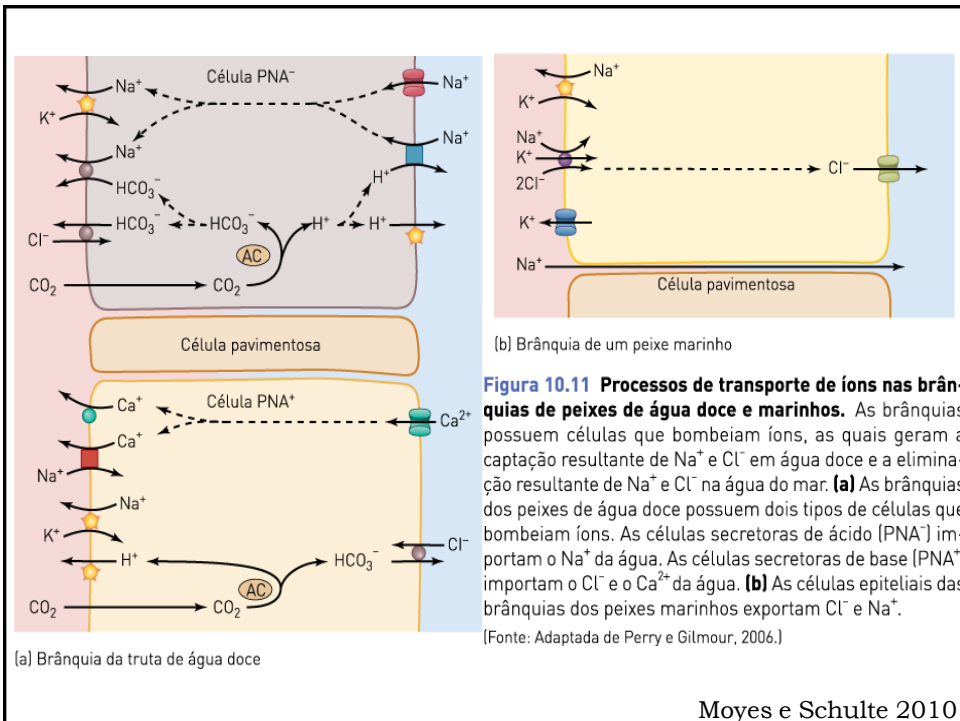 Na⁺
Célula PNA⁻
Na⁺
K⁺
Na⁺
Na⁺
HCO₃⁻
H⁺
Cl⁻
HCO₃⁻
HCO₃⁻
H⁺
H⁺
AC
CO₂
CO₂
Célula pavimentosa
Ca⁺
Célula PNA⁺
Ca²⁺
Ca⁺
Na⁺
Na⁺
K⁺
H⁺
HCO₃⁻
Cl⁻
AC
CO₂
CO₂
(a) Brânquia da truta de água doce
Na⁺
K⁺
Na⁺
K⁺
2Cl⁻
Cl⁻
K⁺
Na⁺
Célula pavimentosa
(b) Brânquia de um peixe marinho
Figura 10.11 Processos de transporte de íons nas brân-
quias de peixes de água doce e marinhos. As brânquias
possuem células que bombeiam íons, as quais geram a
captação resultante de Na⁺ e Cl⁻ em água doce e a elimina-
ção resultante de Na⁺ e Cl⁻ na água do mar. (a) As brânquias
dos peixes de água doce possuem dois tipos de células que
bombeiam íons. As células secretoras de ácido (PNA⁻) im-
portam o Na⁺ da água. As células secretoras de base (PNA⁺
importam o Cl⁻ e o Ca²⁺ da água. (b) As células epiteliais das
brânquias dos peixes marinhos exportam Cl⁻ e Na⁺.
(Fonte: Adaptada de Perry e Gilmour, 2006.)
Moyes e Schulte 2010